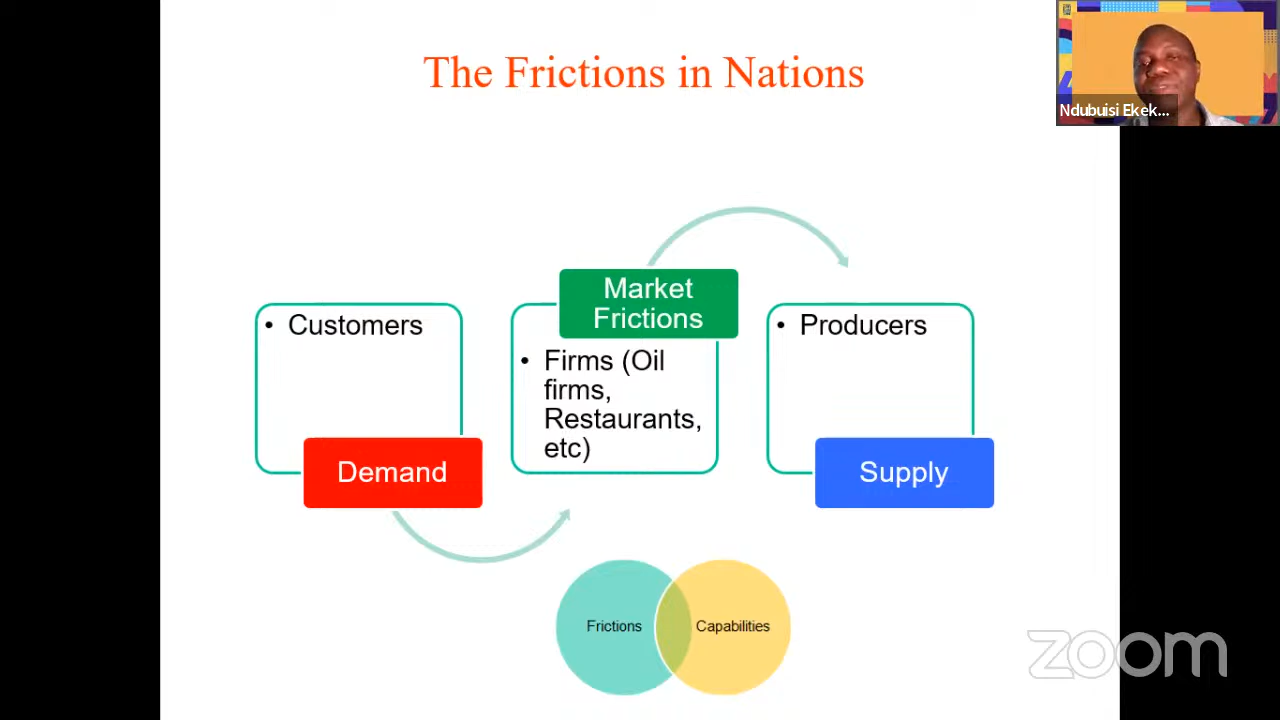 The Frictions in Nations
Ndubuisi Ekek...
Market
Frictions
• Customers
• Firms (Oil
firms,
Restaurants,
etc)
• Producers
Demand
Supply
Frictions
Capabilities
zoom